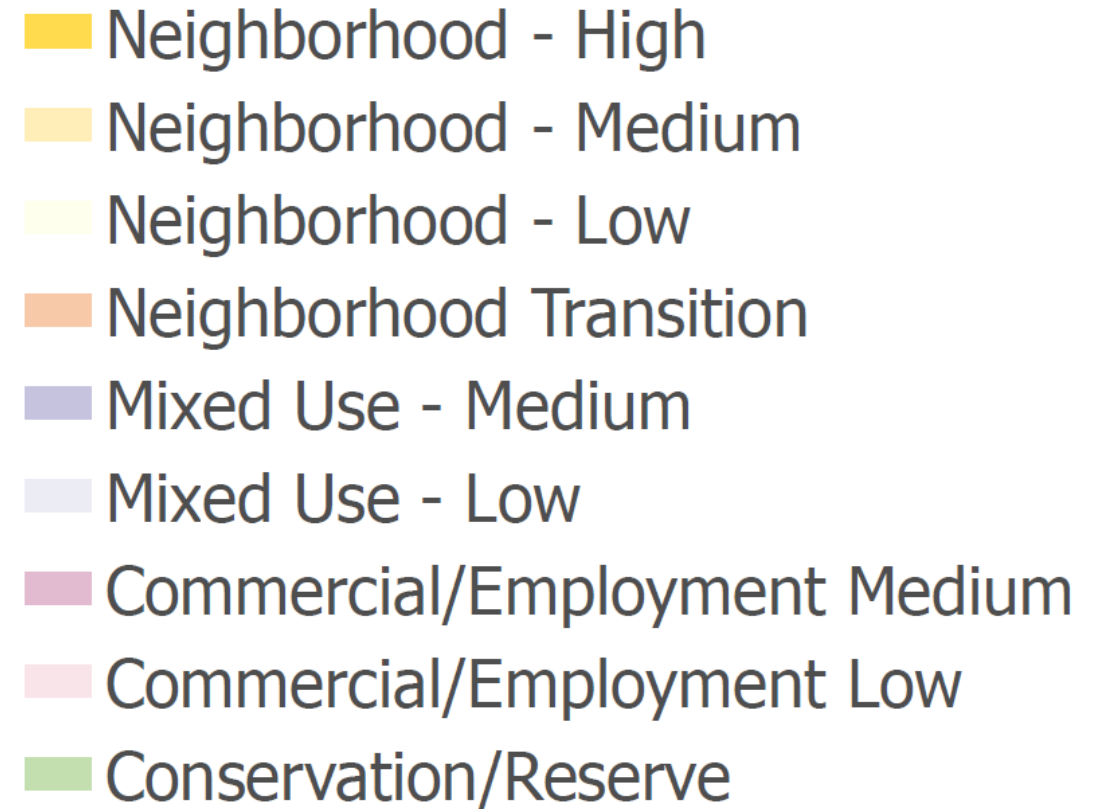 Neighborhood - High
Neighborhood - Medium
Neighborhood - Low
Neighborhood Transition
Mixed Use - Medium
Mixed Use - Low
Commercial/Employment Medium
Commercial/Employment Low
Conservation/Reserve